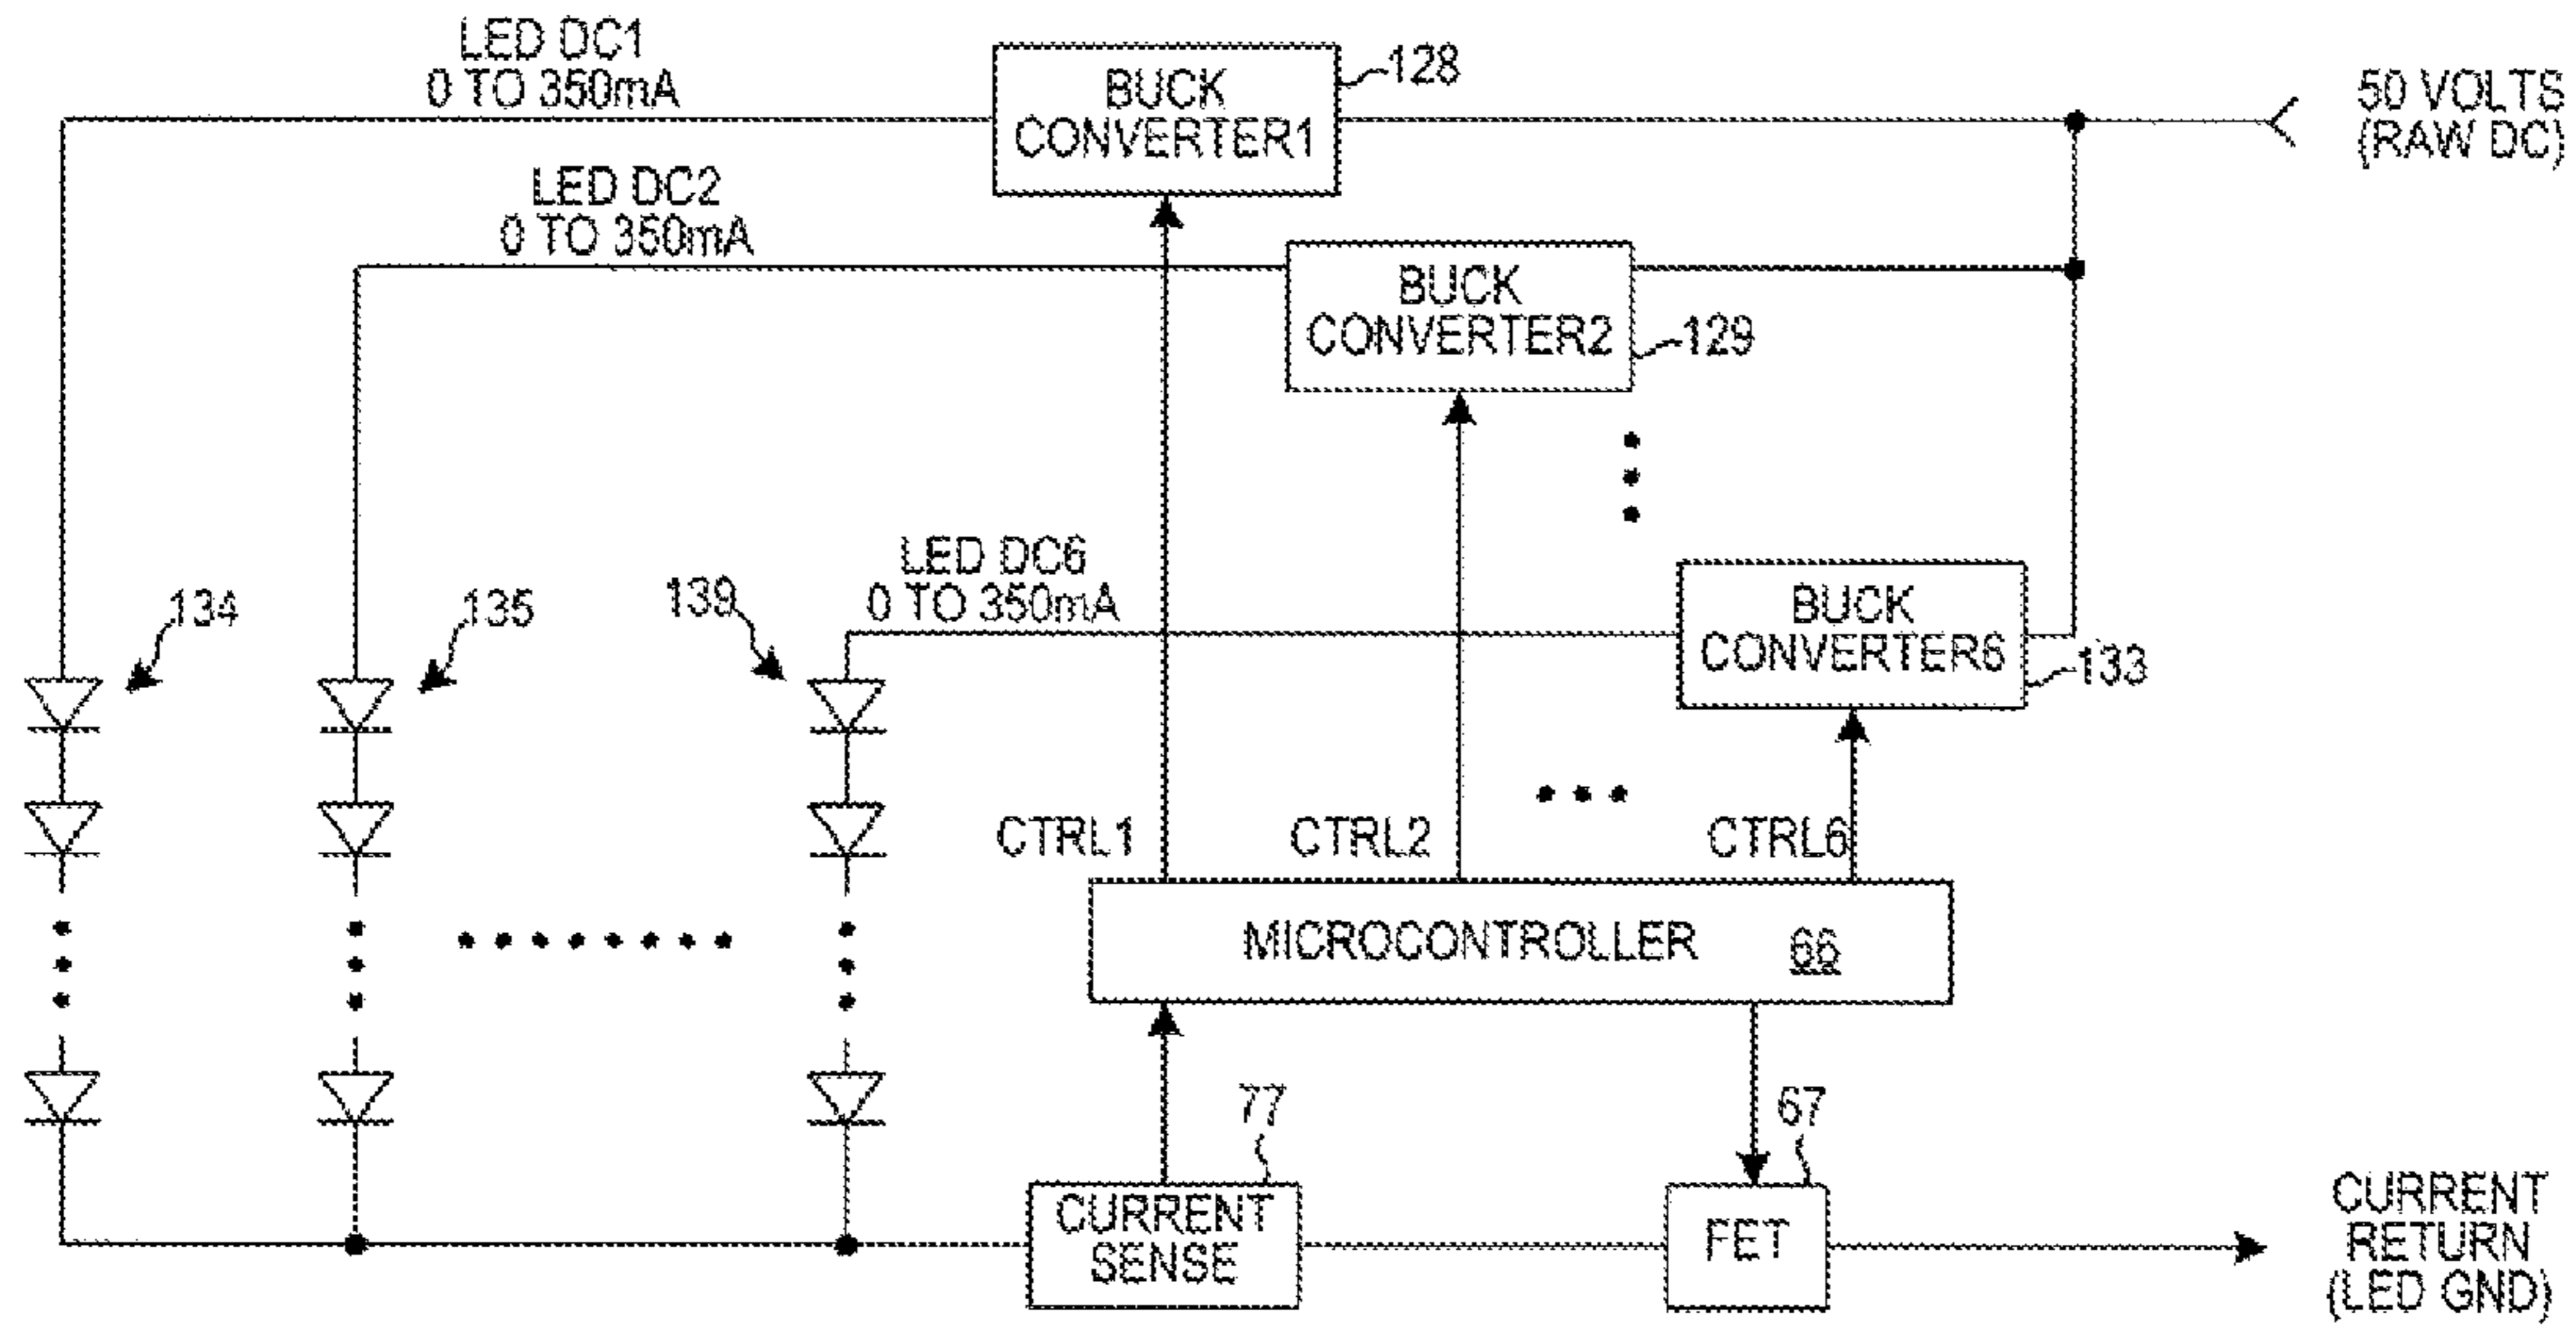 LED DC1
0 TO 350mA
BUCK
CONVERTER1
128
50 VOLTS
(RAW DC)
LED DC2
0 TO 350mA
BUCK
CONVERTER2
129
LED DC6
0 TO 350mA
BUCK
CONVERTER6
133
134
135
139
CTRL1
CTRL2
CTRL6
MICROCONTROLLER 66
77
67
CURRENT
SENSE
FET
CURRENT
RETURN
(LED GND)